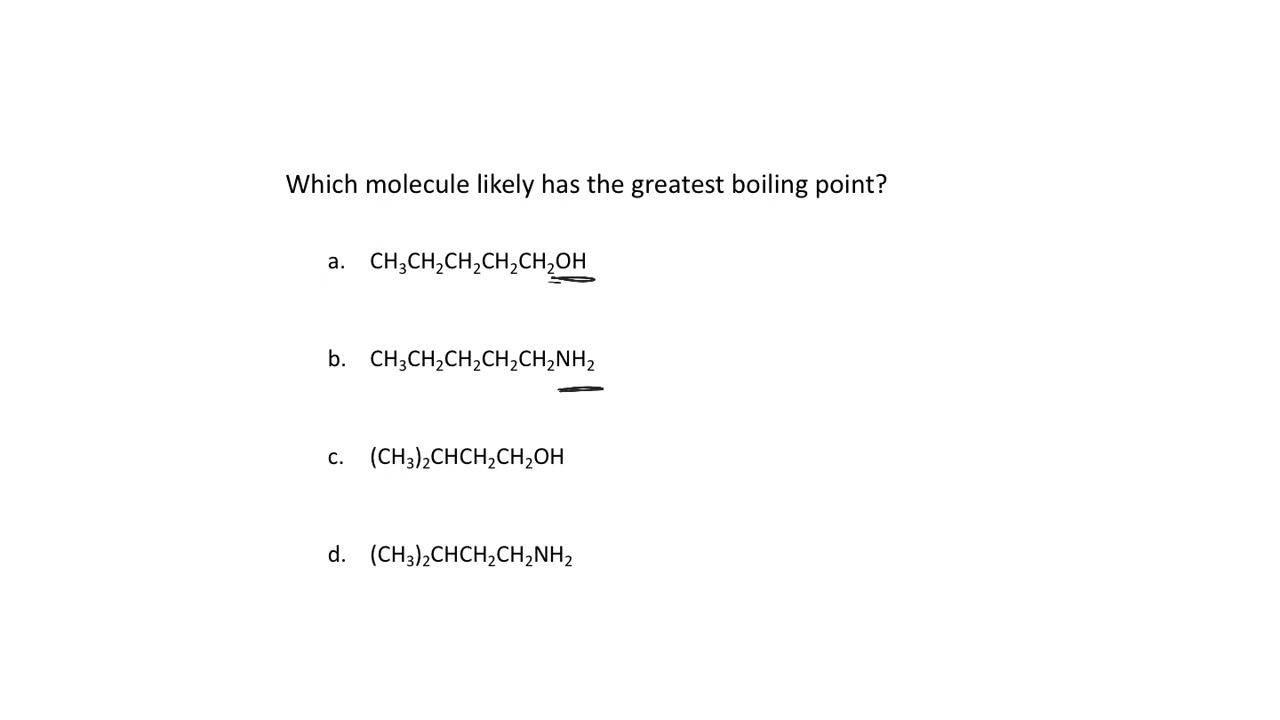 Which molecule likely has the greatest boiling point?
a. CH₃CH₂CH₂CH₂CH₂OH
b. CH₃CH₂CH₂CH₂CH₂NH₂
c. (CH₃)₂CHCH₂CH₂OH
d. (CH₃)₂CHCH₂CH₂NH₂